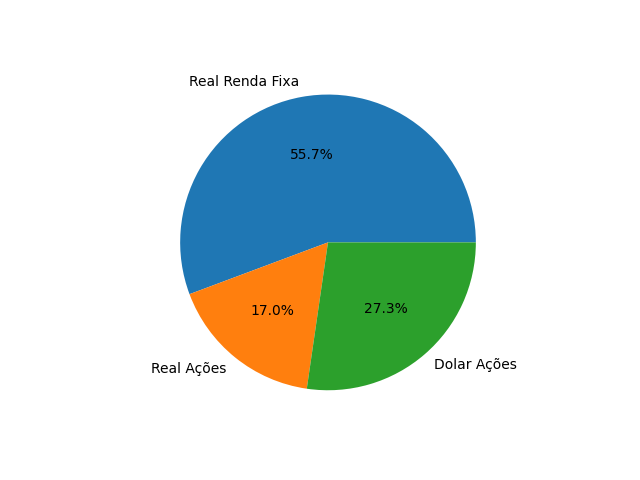 Real Renda Fixa
55.7%
17.0%
27.3%
Real Ações
Dolar Ações